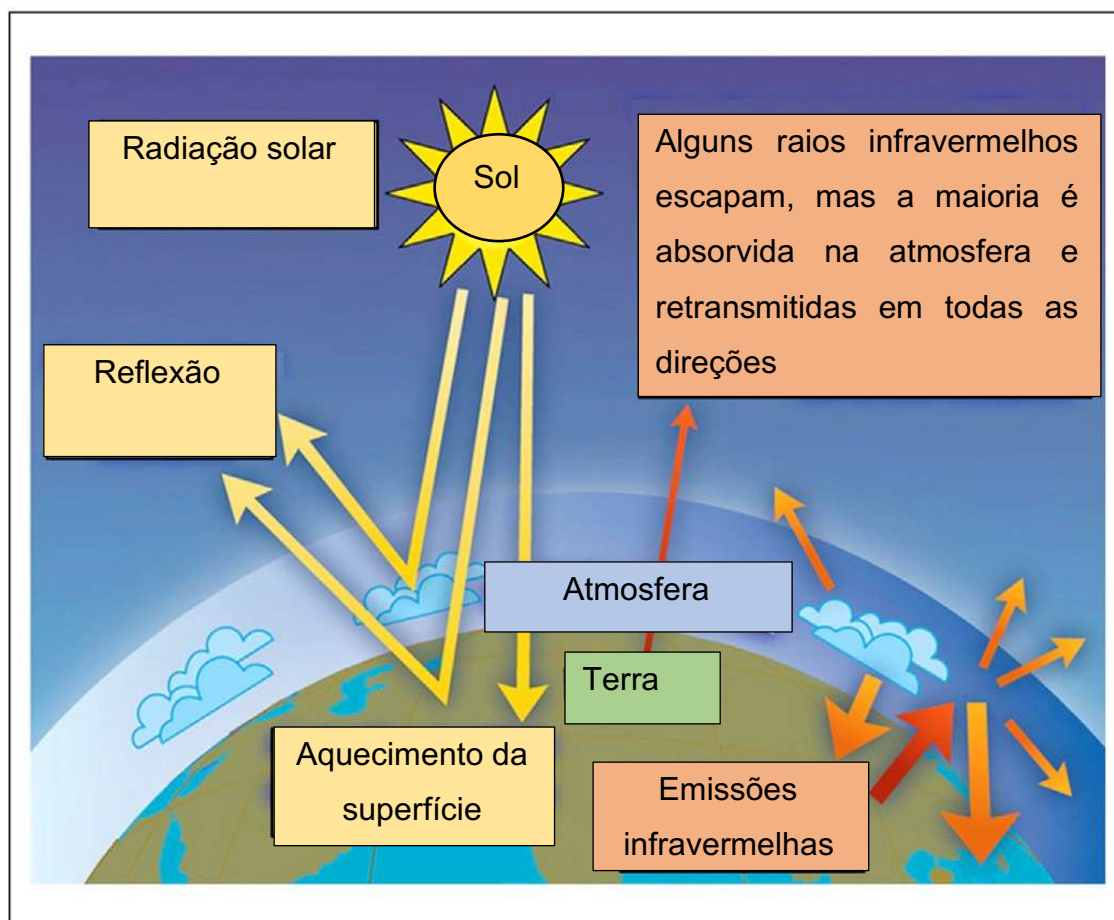 Radiação solar
Sol
Alguns raios infravermelhos
escapam, mas a maioria é
absorvida na atmosfera e
retransmitidas em todas as
direções
Reflexão
Atmosfera
Terra
Aquecimento da
superfície
Emissões
infravermelhas